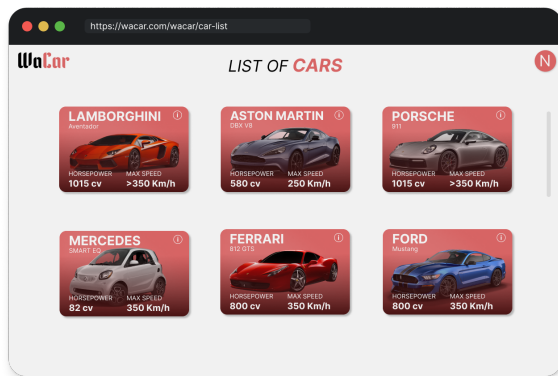 https://wacar.com/wacar/car-list
WaCar
LIST OF CARS
N
LAMBORGHINI
Aventador
HORSEPOWER MAX SPEED
1015 cv >350 Km/h
ASTON MARTIN
DBX V8
HORSEPOWER MAX SPEED
580 cv 250 Km/h
PORSCHE
911
HORSEPOWER MAX SPEED
1015 cv >350 Km/h
MERCEDES
SMART EQ
HORSEPOWER MAX SPEED
82 cv 350 Km/h
FERRARI
812 GTS
HORSEPOWER MAX SPEED
800 cv 350 Km/h
FORD
Mustang
HORSEPOWER MAX SPEED
800 cv 350 Km/h